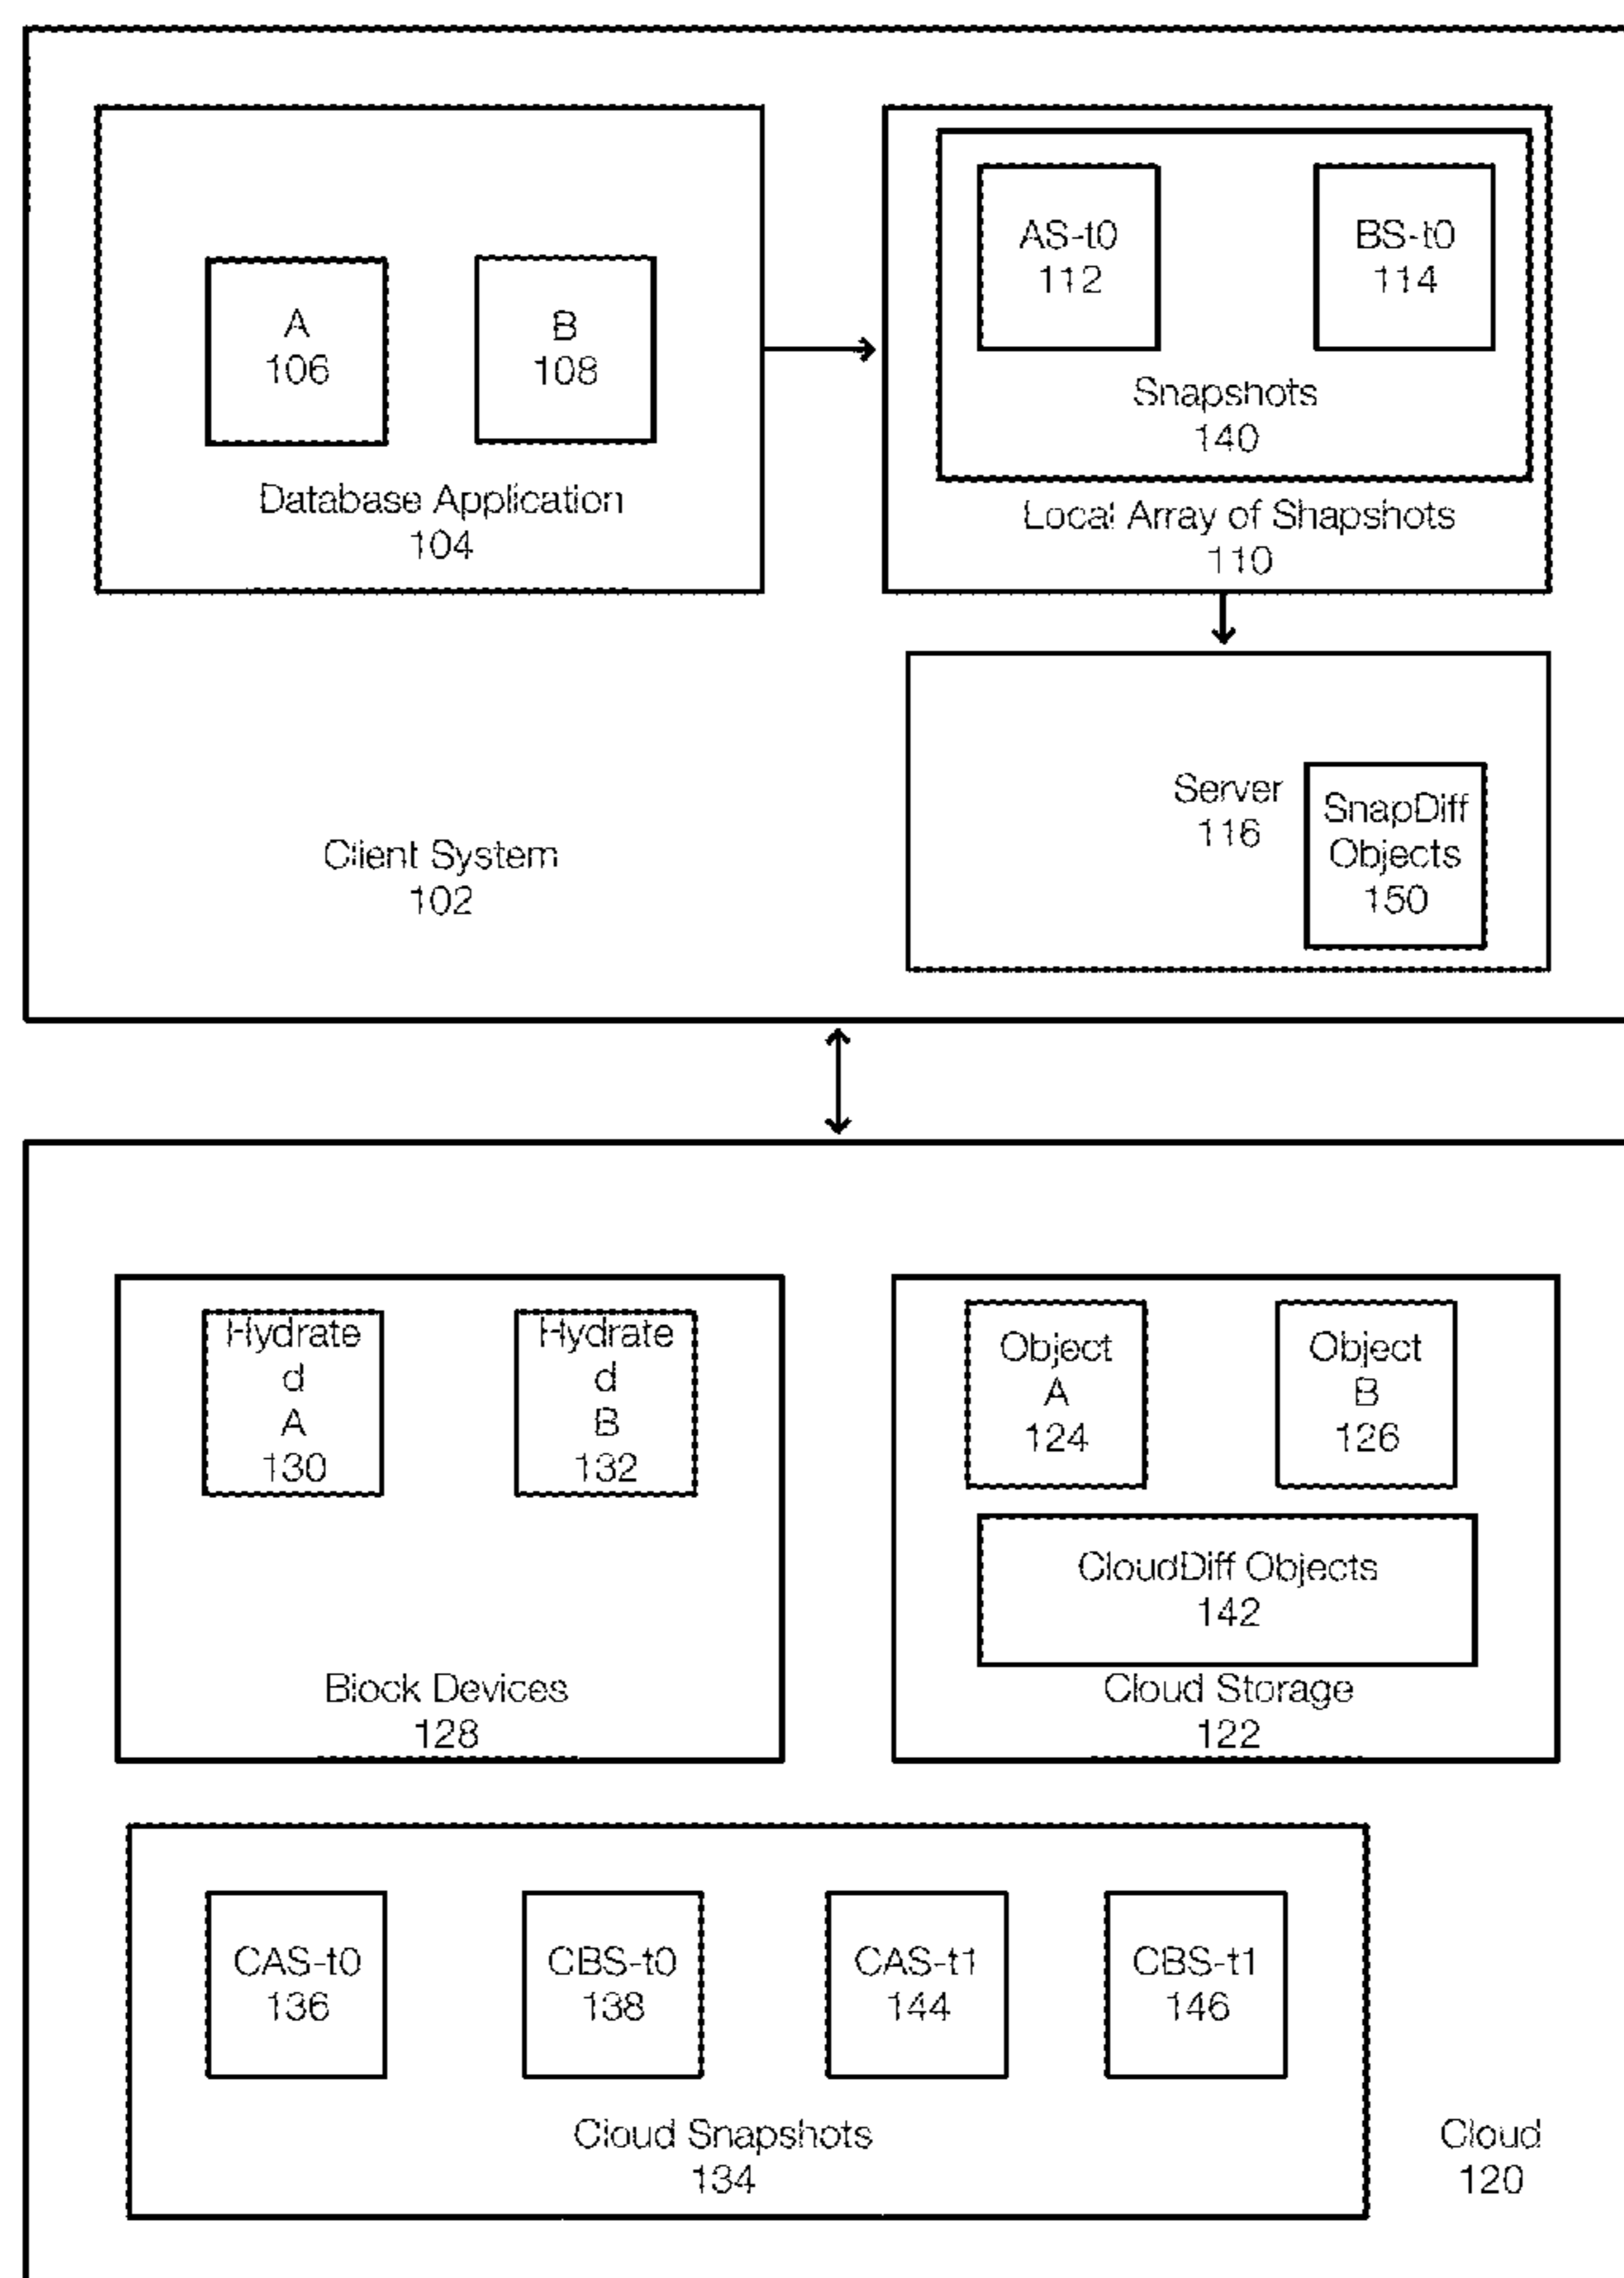 A
106
B
108
Database Application
104
AS-t0
112
BS-t0
114
Snapshots
140
Local Array of Shapshots
110
Server
116
SnapDiff
Objects
150
Client System
102
Hydrate
d
A
130
Hydrate
d
B
132
Block Devices
128
Object
A
124
Object
B
126
CloudDiff Objects
142
Cloud Storage
122
CAS-t0
136
CBS-t0
138
CAS-t1
144
CBS-t1
146
Cloud Snapshots
134
Cloud
120